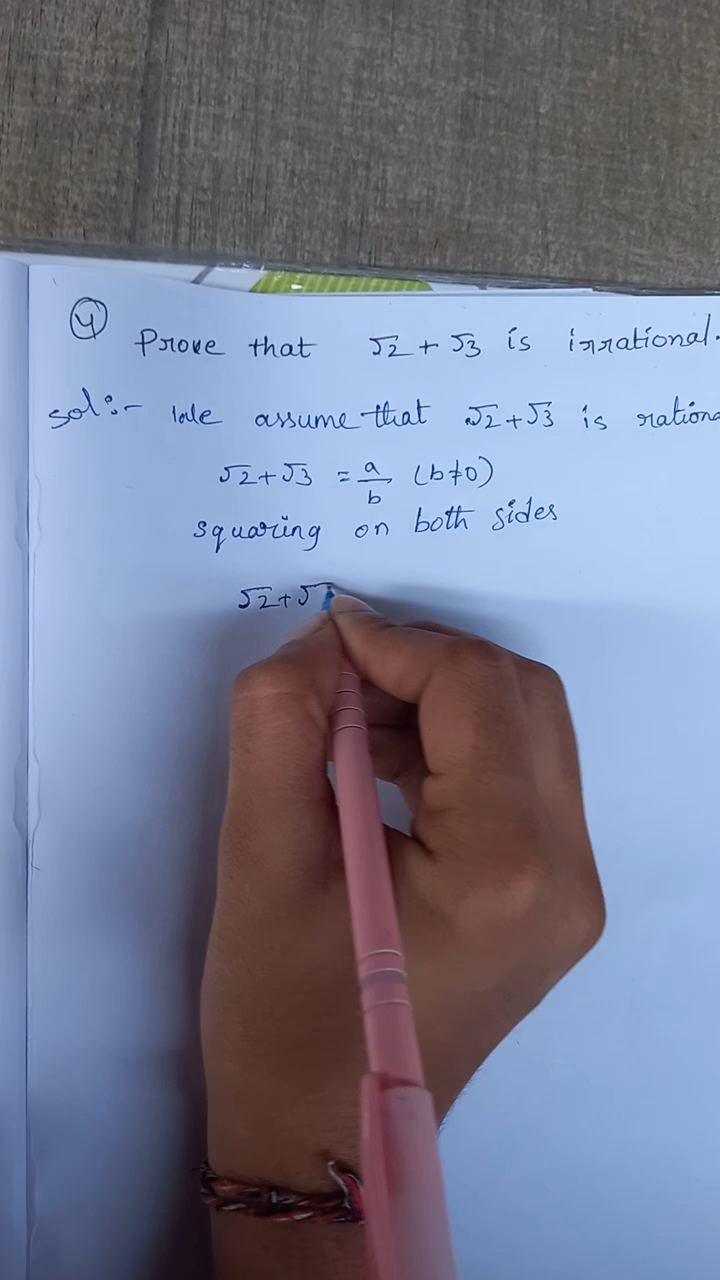 ④ Prove that √2 + √3 is irrational.
Sol:- We assume that √2+√3 is rationa
√2+√3 = a/b (b≠0)
squaring on both sides
√2+√